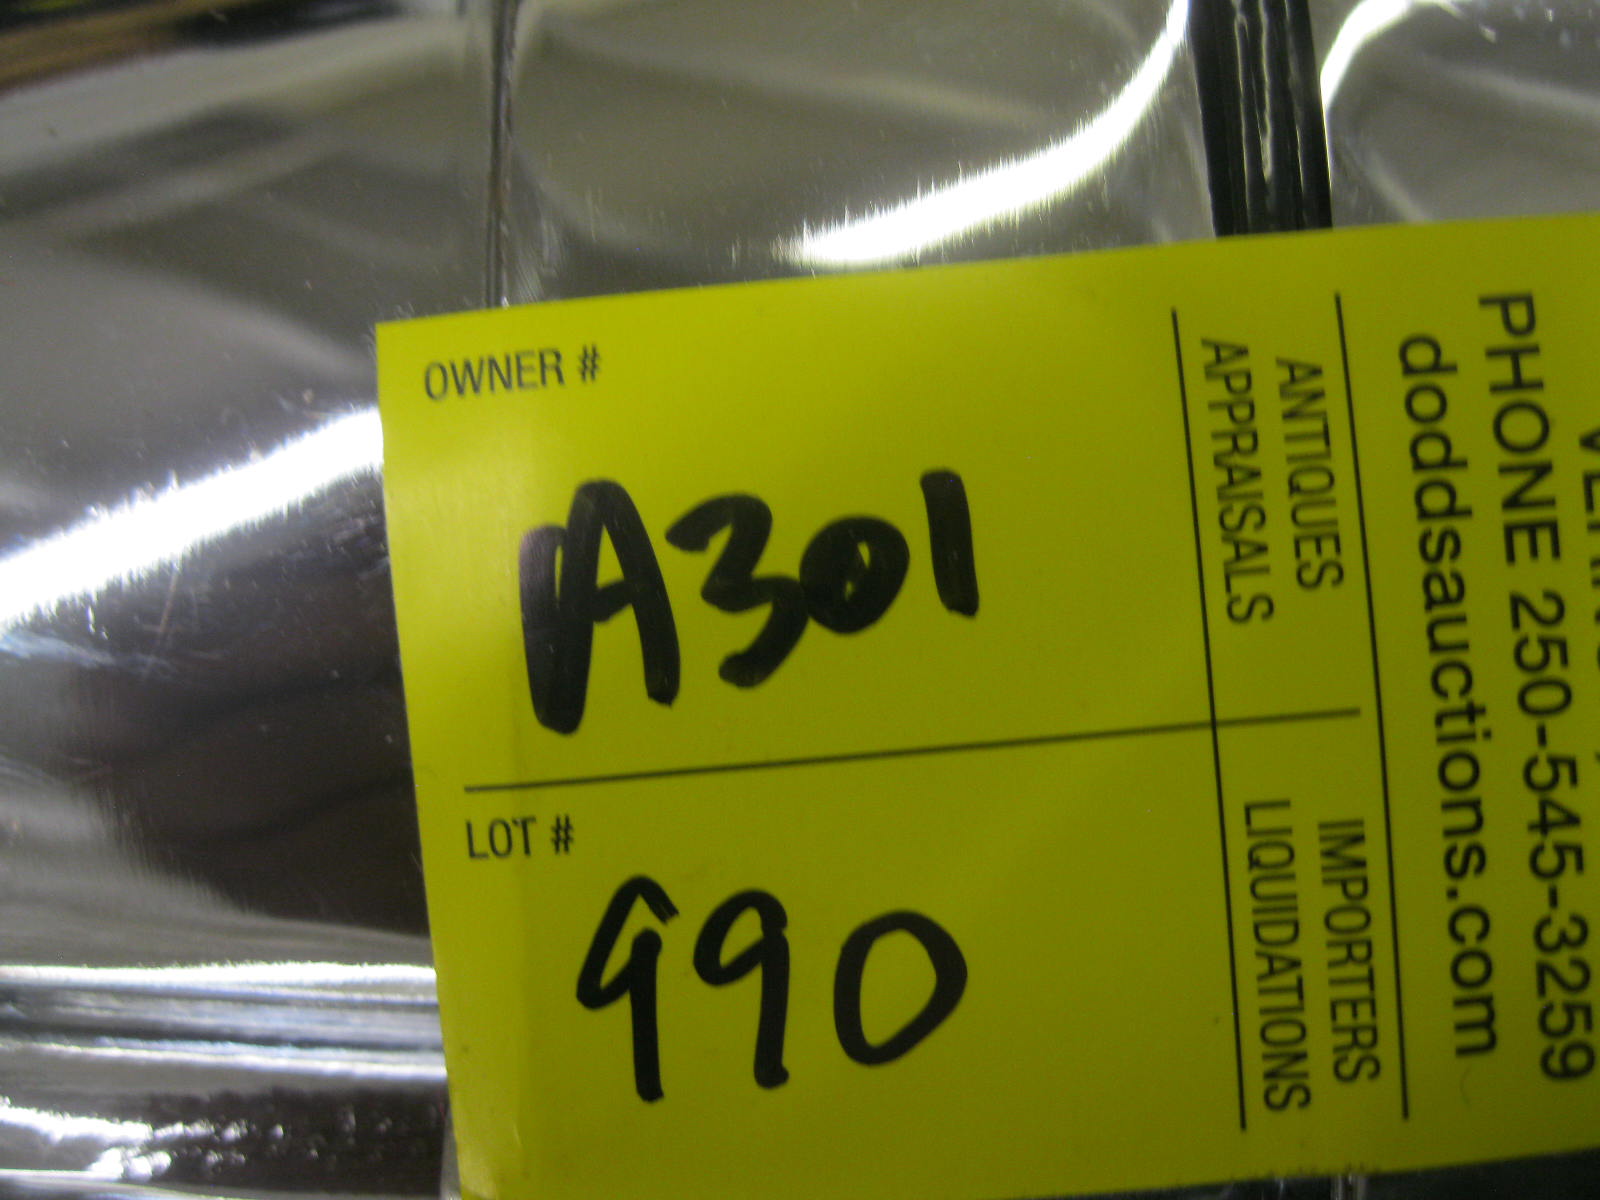 OWNER #
A301
LOT #
990
ANTIQUES
APPRAISALS
IMPORTERS
LIQUIDATIONS
PHONE 250-545-3259
doddsauctions.com